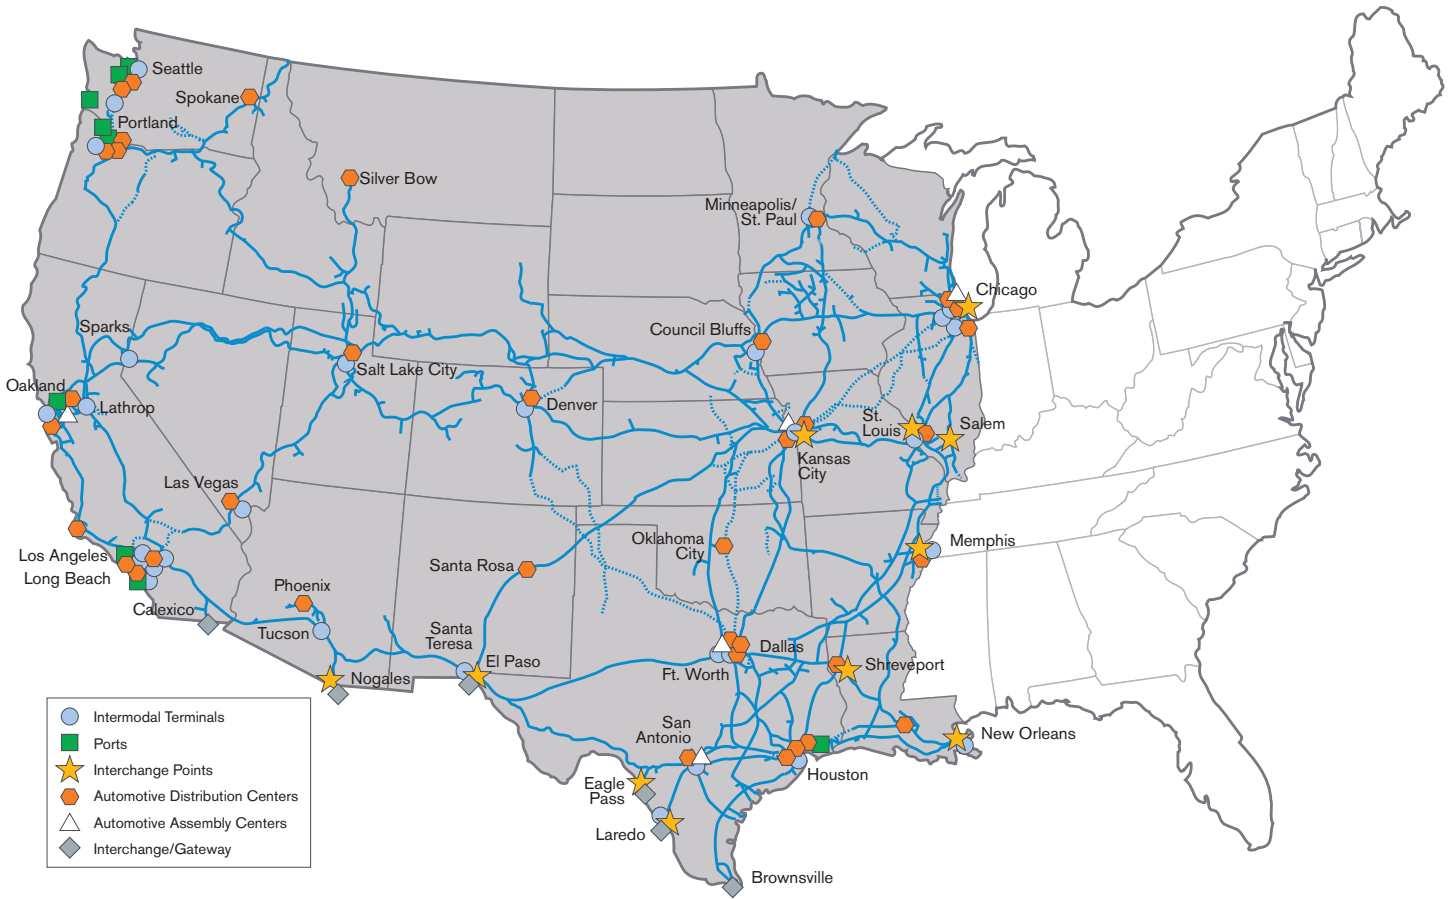 Seattle
Spokane
Portland
Silver Bow
Minneapolis/
St. Paul
Chicago
Sparks
Council Bluffs
Salt Lake City
Oakland
Lathrop
Denver
St.
Louis
Salem
Kansas
City
Las Vegas
Oklahoma
City
Memphis
Los Angeles
Long Beach
Santa Rosa
Phoenix
Calexico
Tucson
Santa
Teresa
El Paso
Nogales
Dallas
Ft. Worth
Shreveport
San
Antonio
New Orleans
Houston
Eagle
Pass
Laredo
Brownsville
Intermodal Terminals
Ports
Interchange Points
Automotive Distribution Centers
Automotive Assembly Centers
Interchange/Gateway